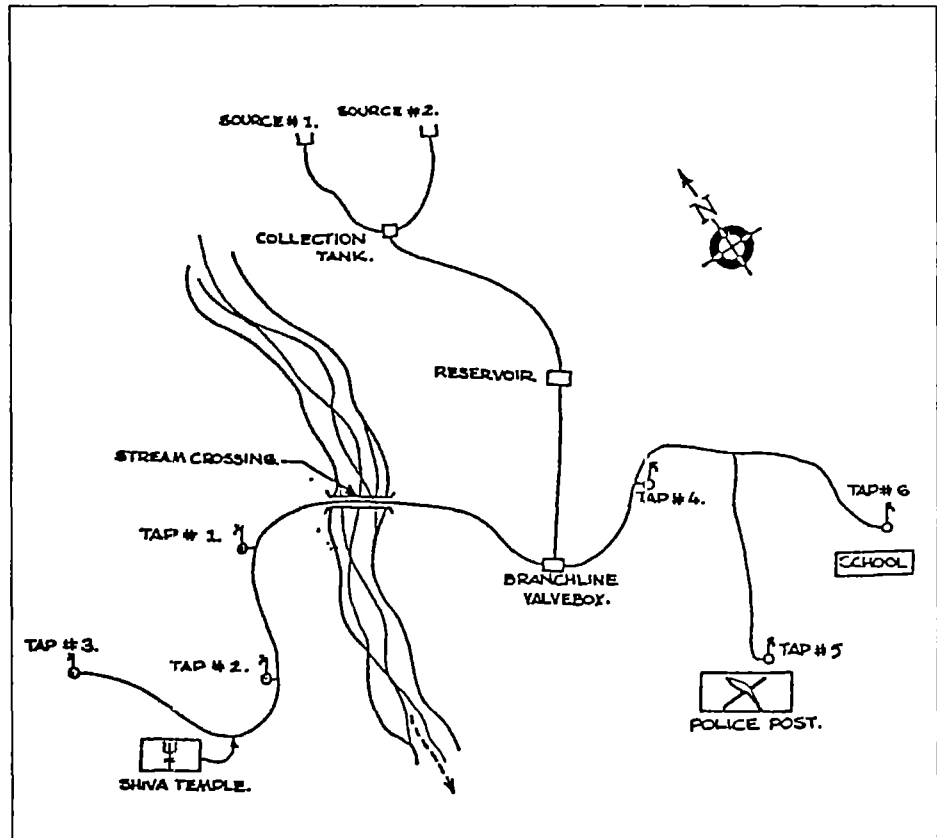 SOURCE #1.
SOURCE #2.
N
COLLECTION
TANK.
RESERVOIR
STREAM CROSSING.
TAP #4.
TAP #6
TAP # 1.
SCHOOL
BRANCHLINE
VALVEBOX.
TAP #3.
TAP #2.
TAP #5
POLICE POST.
SHIVA TEMPLE.